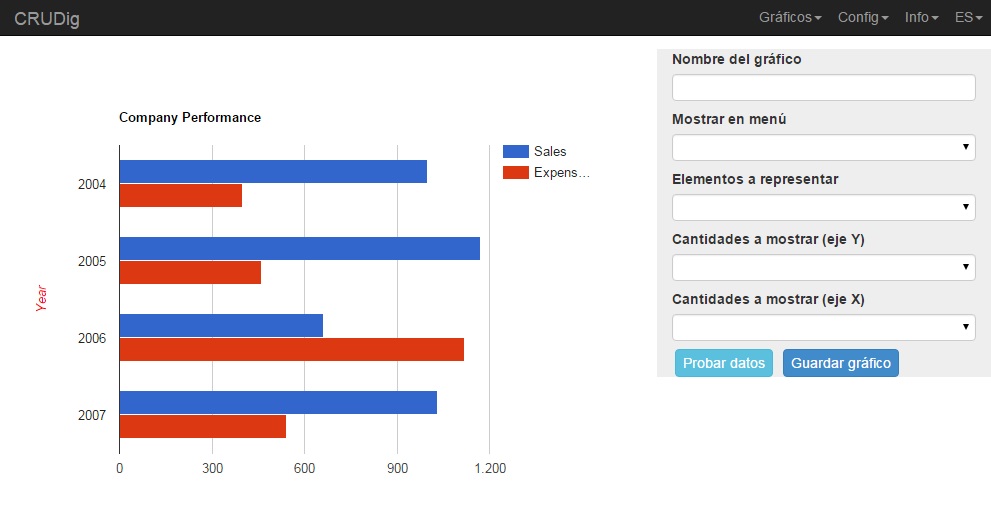 CRUDig
Gráficos Config Info ES
Company Performance
Sales
Expens…
Year
2004
2005
2006
2007
0 300 600 900 1.200
Nombre del gráfico
Mostrar en menú
Elementos a representar
Cantidades a mostrar (eje Y)
Cantidades a mostrar (eje X)
Probar datos Guardar gráfico